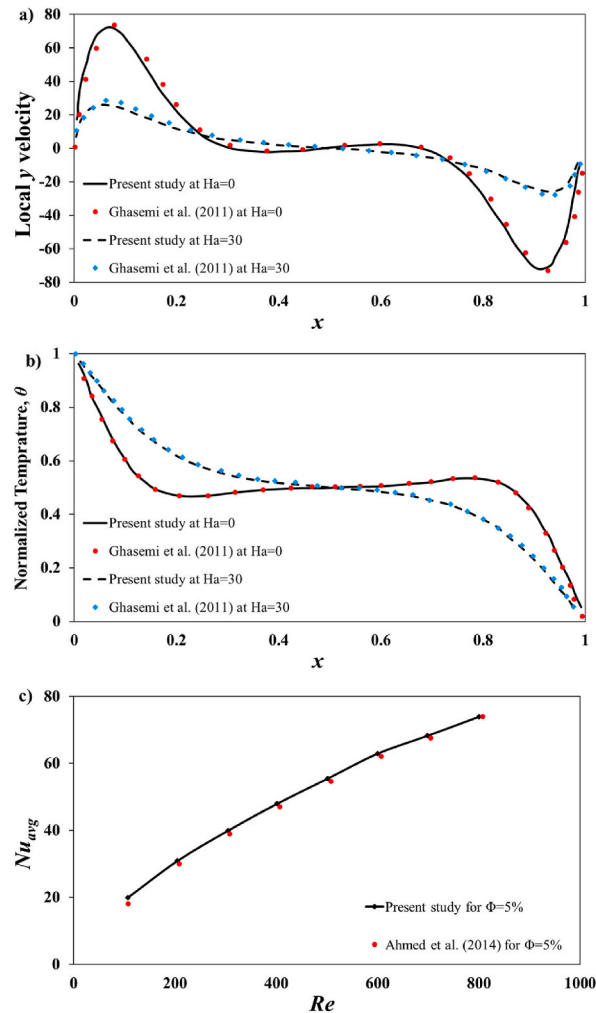 a)
80
60
40
20
0
-20
-40
-60
-80
Local y velocity
Present study at Ha=0
Ghasemi et al. (2011) at Ha=0
Present study at Ha=30
Ghasemi et al. (2011) at Ha=30
0 0.2 0.4 0.6 0.8 1
x
b)
1
0.8
0.6
0.4
0.2
0
Normalized Temprature, θ
Present study at Ha=0
Ghasemi et al. (2011) at Ha=0
Present study at Ha=30
Ghasemi et al. (2011) at Ha=30
0 0.2 0.4 0.6 0.8 1
x
c)
80
60
40
20
0
Nuavg
Present study for Φ=5%
Ahmed et al. (2014) for Φ=5%
0 200 400 600 800 1000
Re